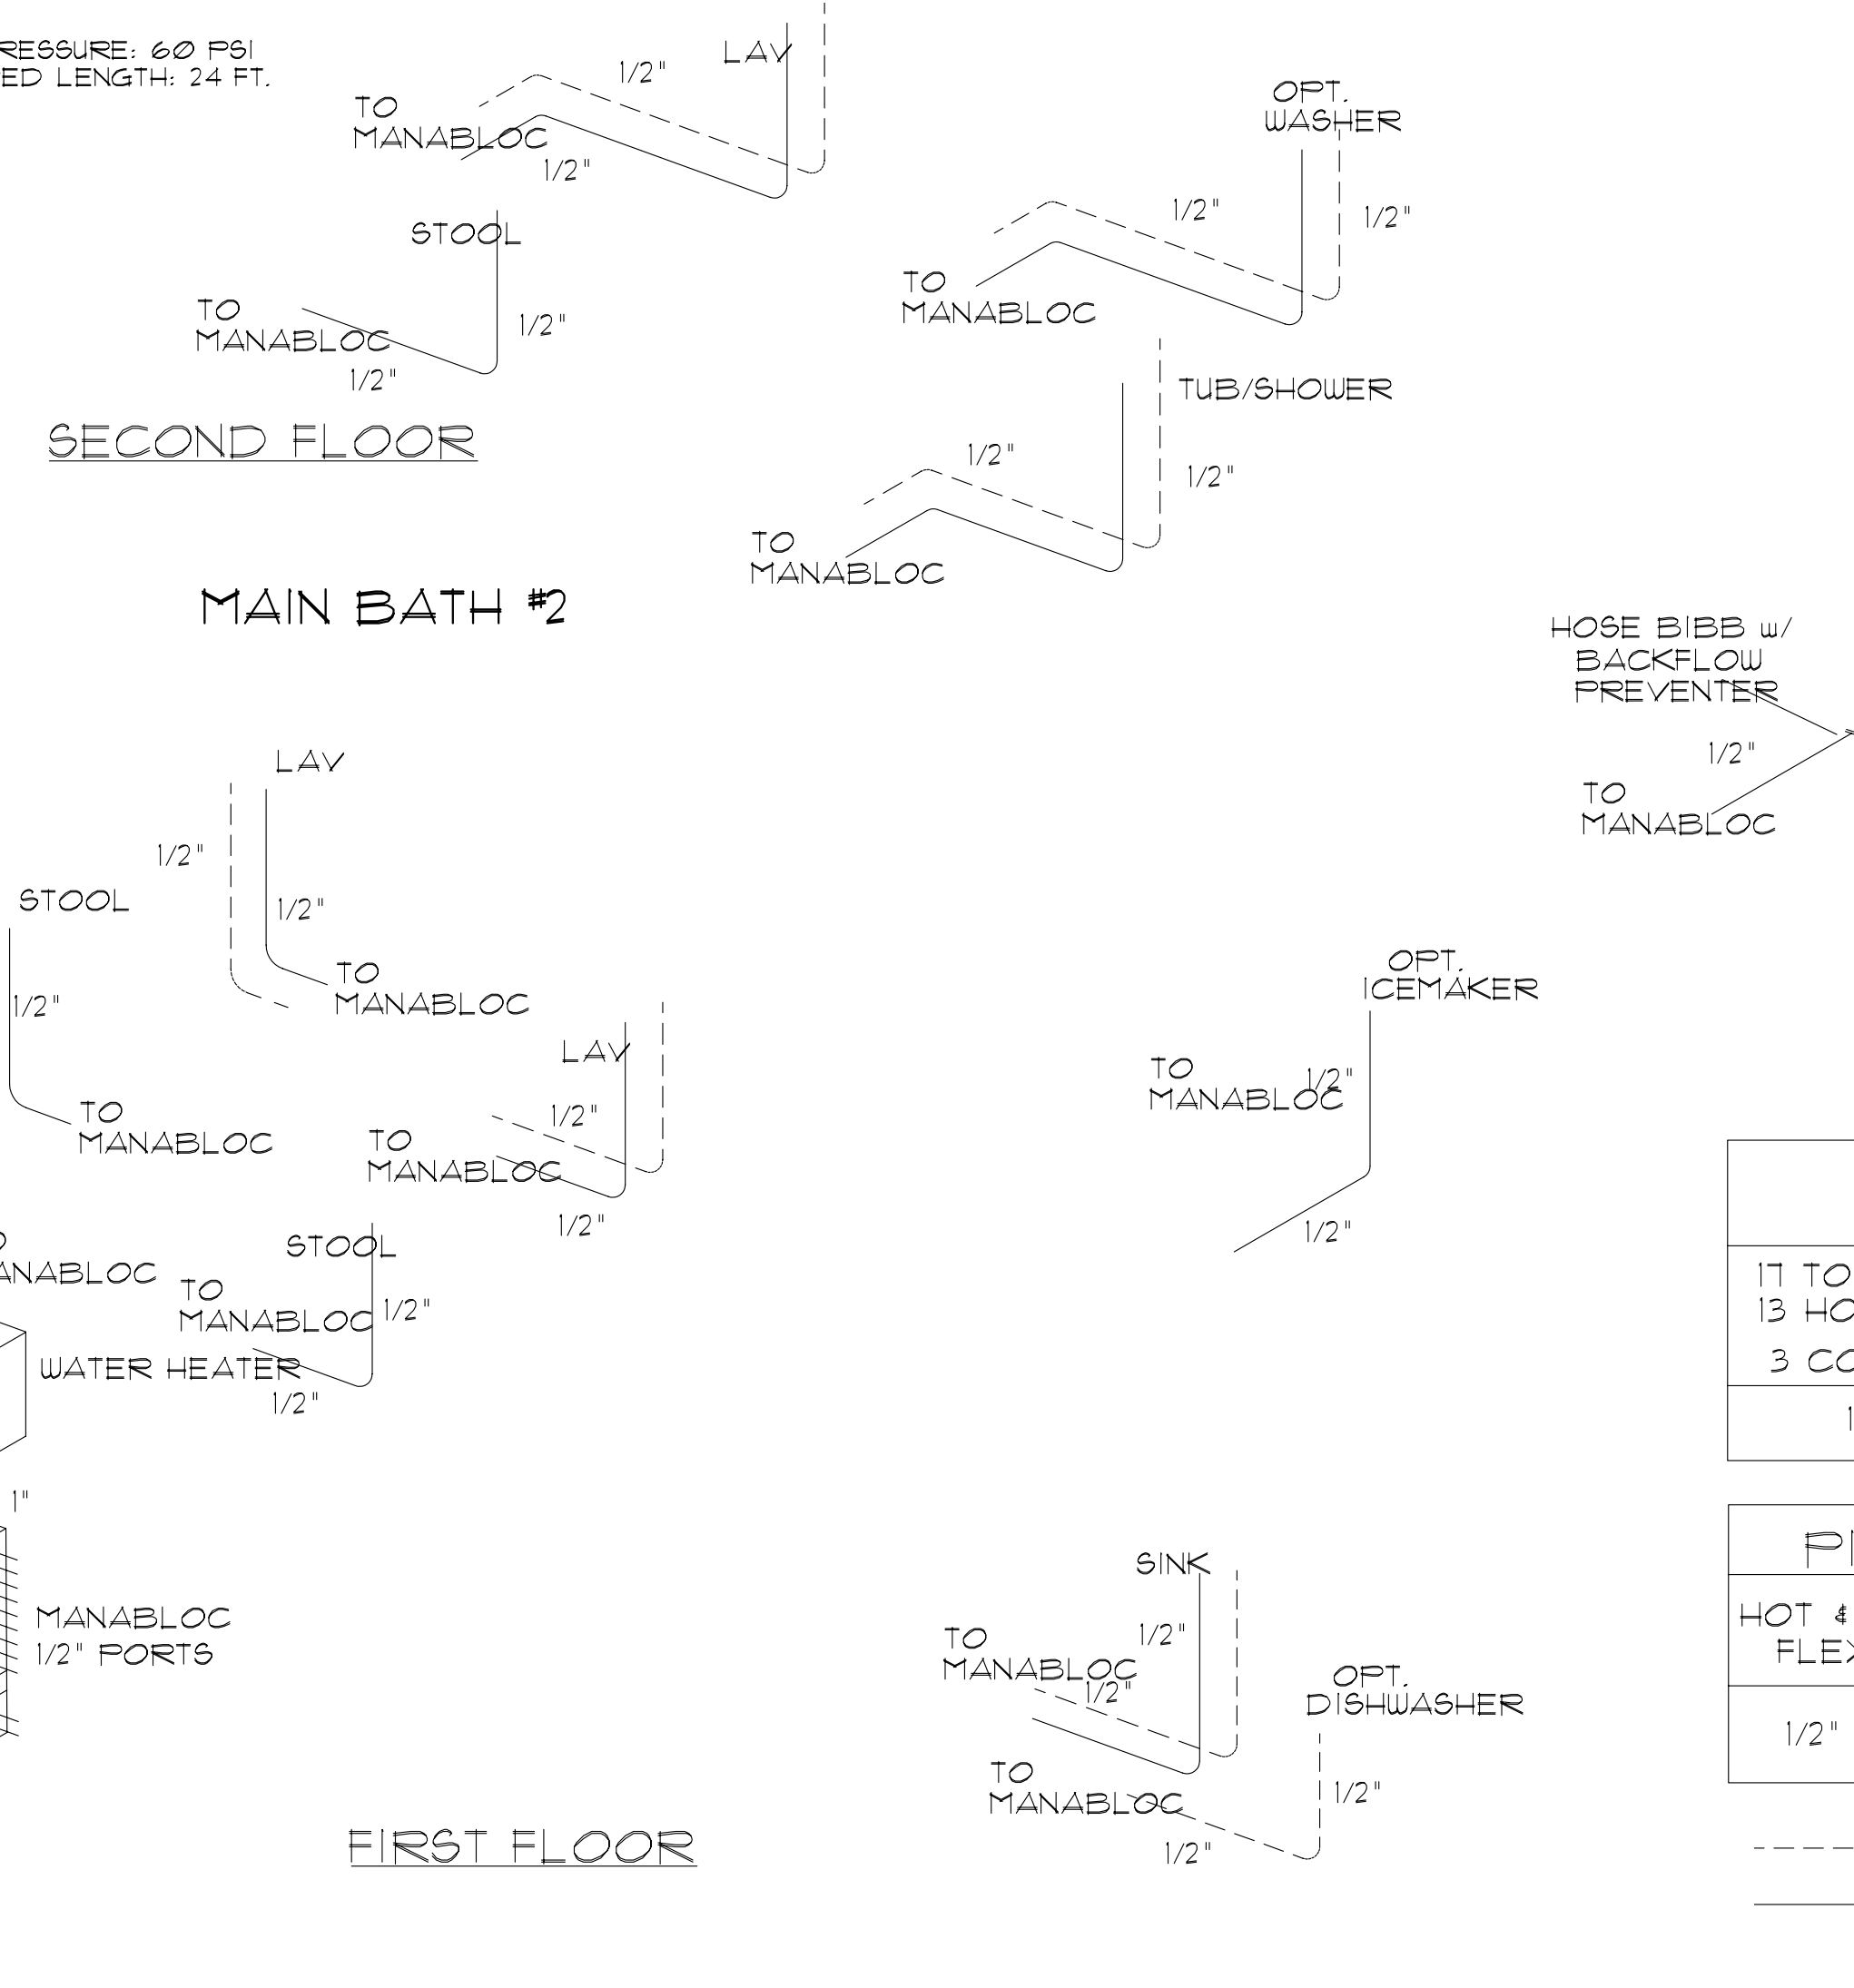 RESSURE: 60 PSI
ED LENGTH: 24 FT.
LAV
1/2"
TO
MANABLOC
1/2"
OPT.
WASHER
1/2"
1/2"
TO
MANABLOC
STOOL
TO
MANABLOC
1/2"
1/2"
SECOND FLOOR
TUB/SHOWER
1/2"
1/2"
TO
MANABLOC
MAIN BATH #2
HOSE BIBB w/
BACKFLOW
PREVENTER
1/2"
TO
MANABLOC
LAV
1/2"
1/2"
TO
MANABLOC
STOOL
1/2"
TO
MANABLOC
LAV
1/2"
TO
MANABLOC
1/2"
OPT.
ICEMAKER
TO
MANABLOC
1/2"
1/2"
O
ANABLOC
STOOL
TO
MANABLOC
1/2"
1/2"
WATER HEATER
1"
MANABLOC
1/2" PORTS
SINK
1/2"
TO
MANABLOC
1/2"
OPT.
DISHWASHER
TO
MANABLOC
1/2"
1/2"
FIRST FLOOR
17 TO
13 HO
3 CO
1
PI
HOT &
FLEX
1/2"